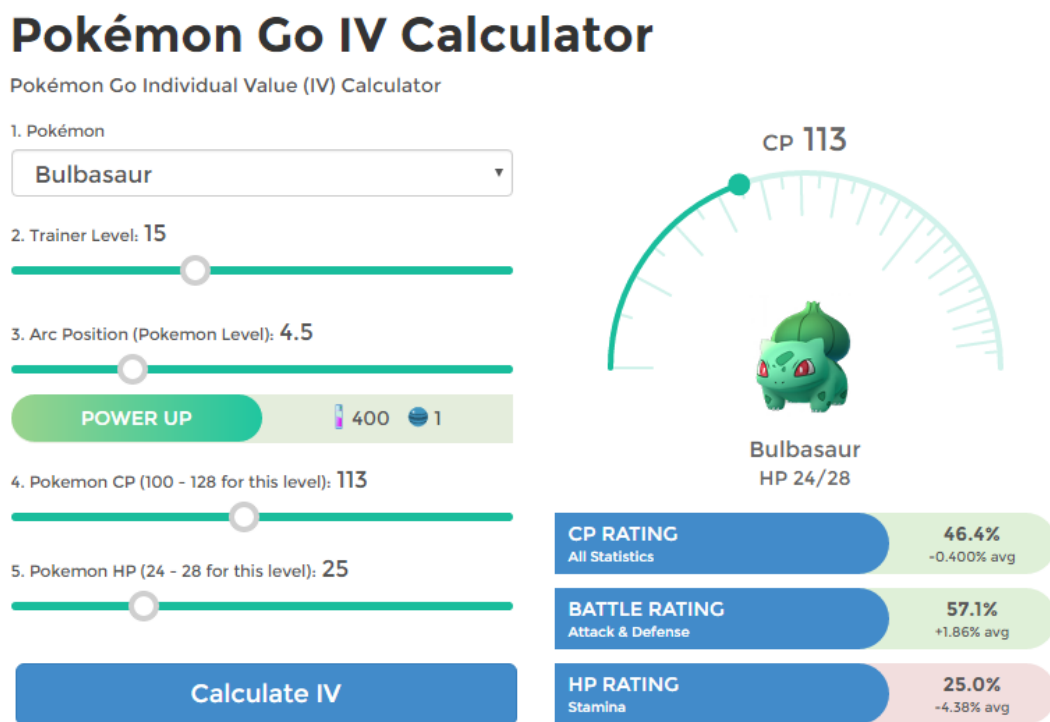 Pokémon Go IV Calculator
Pokémon Go Individual Value (IV) Calculator
1. Pokémon
Bulbasaur
2. Trainer Level: 15
3. Arc Position (Pokemon Level): 4.5
POWER UP 400 1
4. Pokemon CP (100 - 128 for this level): 113
5. Pokemon HP (24 - 28 for this level): 25
Calculate IV
CP 113
Bulbasaur
HP 24/28
CP RATING 46.4%
All Statistics -0.400% avg
BATTLE RATING 57.1%
Attack & Defense +1.86% avg
HP RATING 25.0%
Stamina -4.38% avg